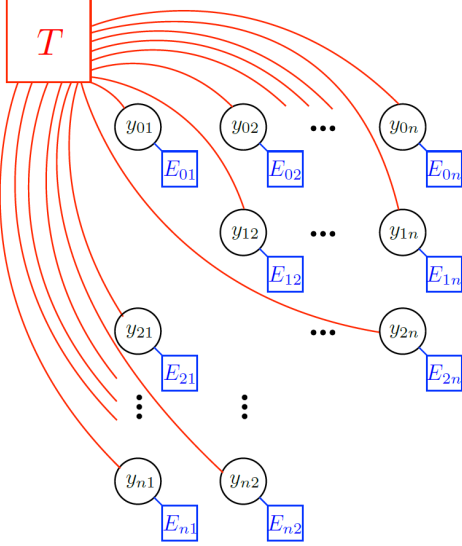 T
y₀₁ y₀₂ ... y₀ₙ
E₀₁ E₀₂ E₀ₙ
y₁₂ ... y₁ₙ
E₁₂ E₁ₙ
y₂₁ ... y₂ₙ
E₂₁ E₂ₙ
yₙ₁ yₙ₂
Eₙ₁ Eₙ₂